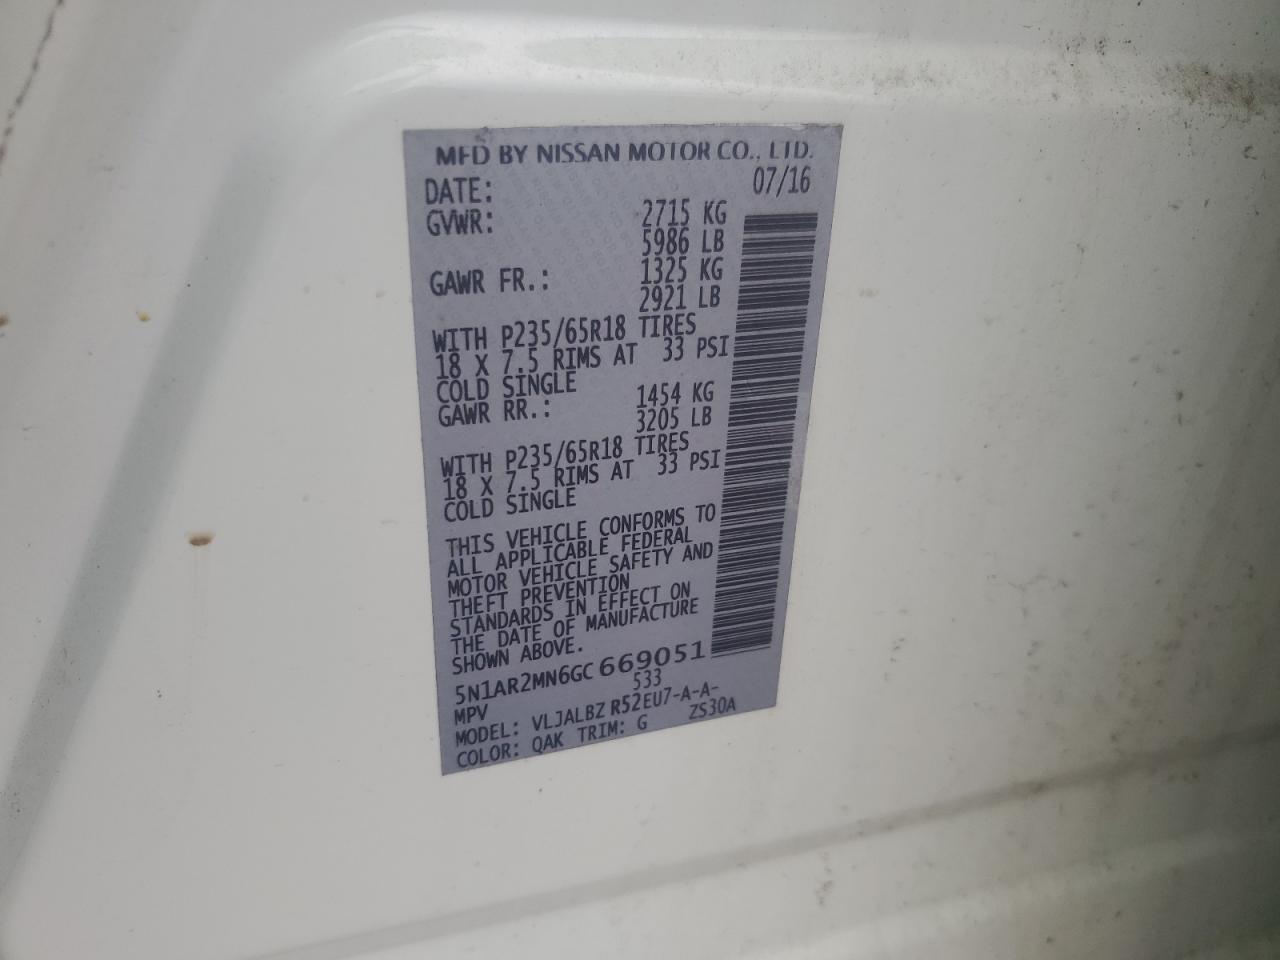 MFD BY NISSAN MOTOR CO., LTD.
DATE: 07/16
GVWR: 2715 KG
5986 LB
GAWR FR.: 1325 KG
2921 LB
WITH P235/65R18 TIRES
18 X 7.5 RIMS AT 33 PSI
COLD SINGLE
GAWR RR.: 1454 KG
3205 LB
WITH P235/65R18 TIRES
18 X 7.5 RIMS AT 33 PSI
COLD SINGLE
THIS VEHICLE CONFORMS TO
ALL APPLICABLE FEDERAL
MOTOR VEHICLE SAFETY AND
THEFT PREVENTION
STANDARDS IN EFFECT ON
THE DATE OF MANUFACTURE
SHOWN ABOVE.
5N1AR2MN6GC669051
MPV 533
MODEL: VLJALBZ R52EU7-A-A-
COLOR: QAK TRIM: G ZS30A